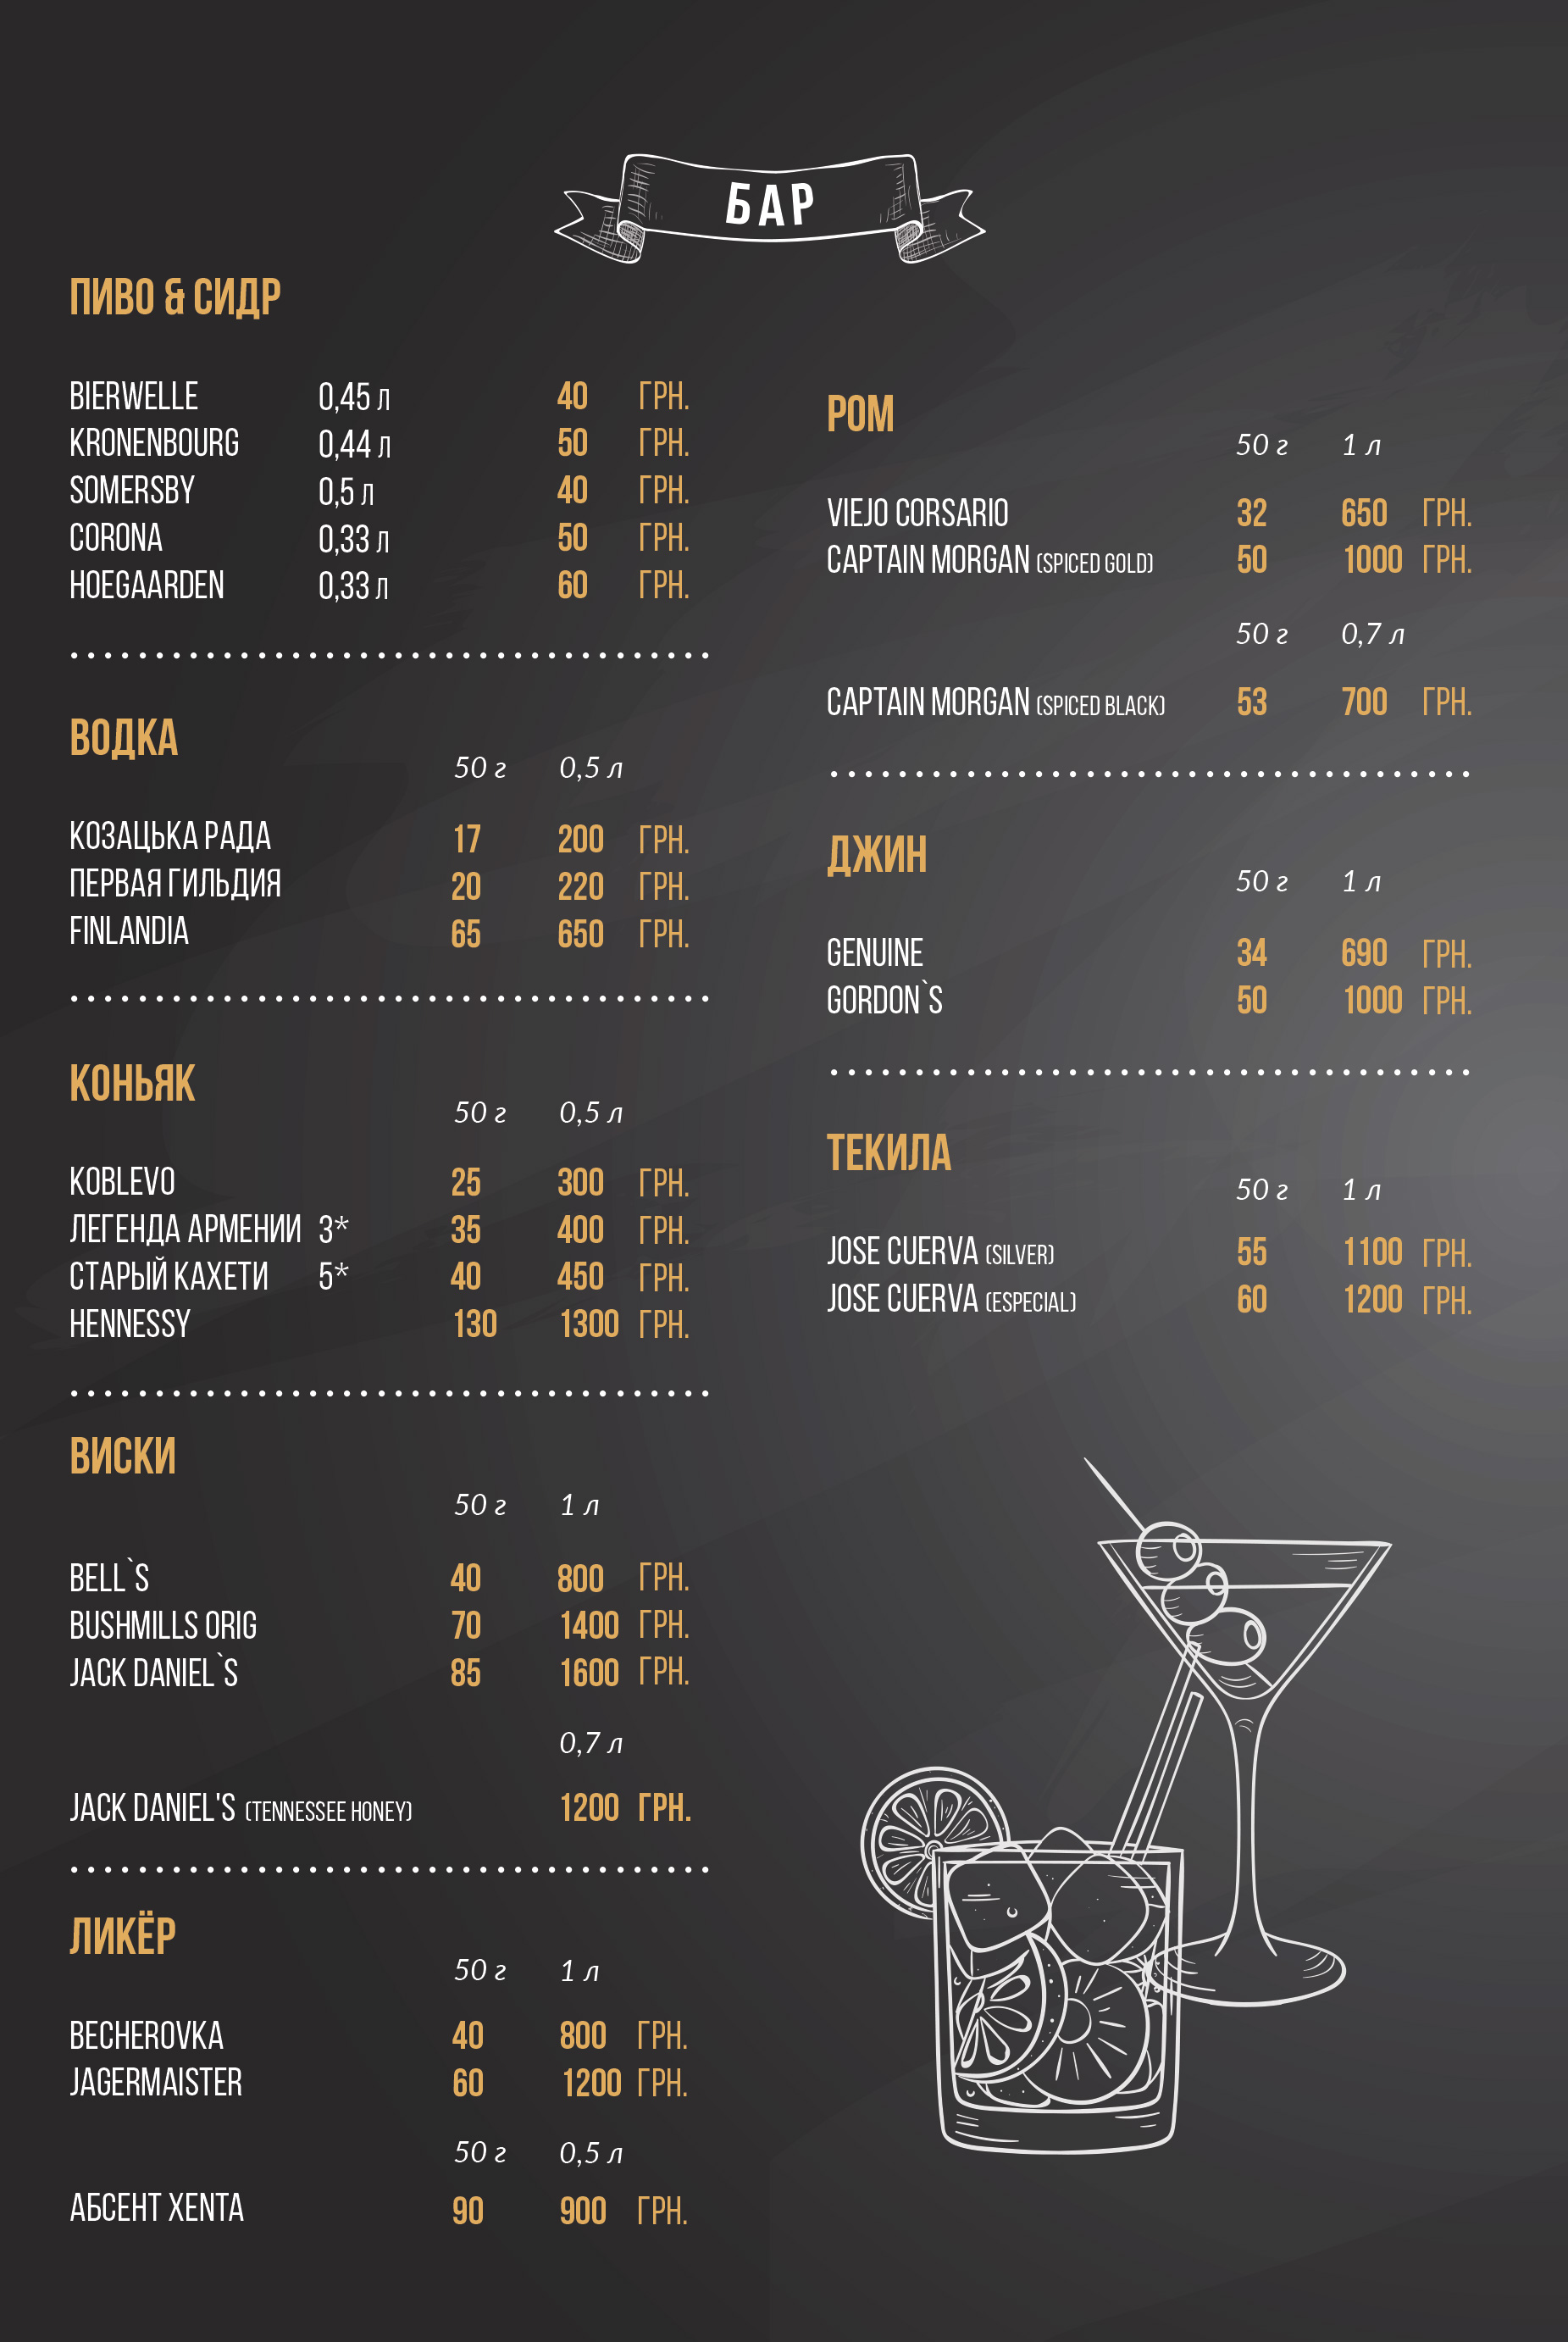 БАР
ПИВО & СИДР
BIERWELLE 0,45 л 40 ГРН.
KRONENBOURG 0,44 л 50 ГРН.
SOMERSBY 0,5 л 40 ГРН.
CORONA 0,33 л 50 ГРН.
HOEGAARDEN 0,33 л 60 ГРН.
ВОДКА
50 г 0,5 л
КОЗАЦЬКА РАДА 17 200 ГРН.
ПЕРВАЯ ГИЛЬДИЯ 20 220 ГРН.
FINLANDIA 65 650 ГРН.
КОНЬЯК
50 г 0,5 л
KOBLEVO 25 300 ГРН.
ЛЕГЕНДА АРМЕНИИ 3* 35 400 ГРН.
СТАРЫЙ КАХЕТИ 5* 40 450 ГРН.
HENNESSY 130 1300 ГРН.
ВИСКИ
50 г 1 л
BELL`S 40 800 ГРН.
BUSHMILLS ORIG 70 1400 ГРН.
JACK DANIEL`S 85 1600 ГРН.
0,7 л
JACK DANIEL'S (TENNESSEE HONEY) 1200 ГРН.
ЛИКЁР
50 г 1 л
BECHEROVKA 40 800 ГРН.
JAGERMAISTER 60 1200 ГРН.
50 г 0,5 л
АБСЕНТ XENTA 90 900 ГРН.
РОМ
50 г 1 л
VIEJO CORSARIO 32 650 ГРН.
CAPTAIN MORGAN (SPICED GOLD) 50 1000 ГРН.
50 г 0,7 л
CAPTAIN MORGAN (SPICED BLACK) 53 700 ГРН.
ДЖИН
50 г 1 л
GENUINE 34 690 ГРН.
GORDON`S 50 1000 ГРН.
ТЕКИЛА
50 г 1 л
JOSE CUERVA (SILVER) 55 1100 ГРН.
JOSE CUERVA (ESPECIAL) 60 1200 ГРН.